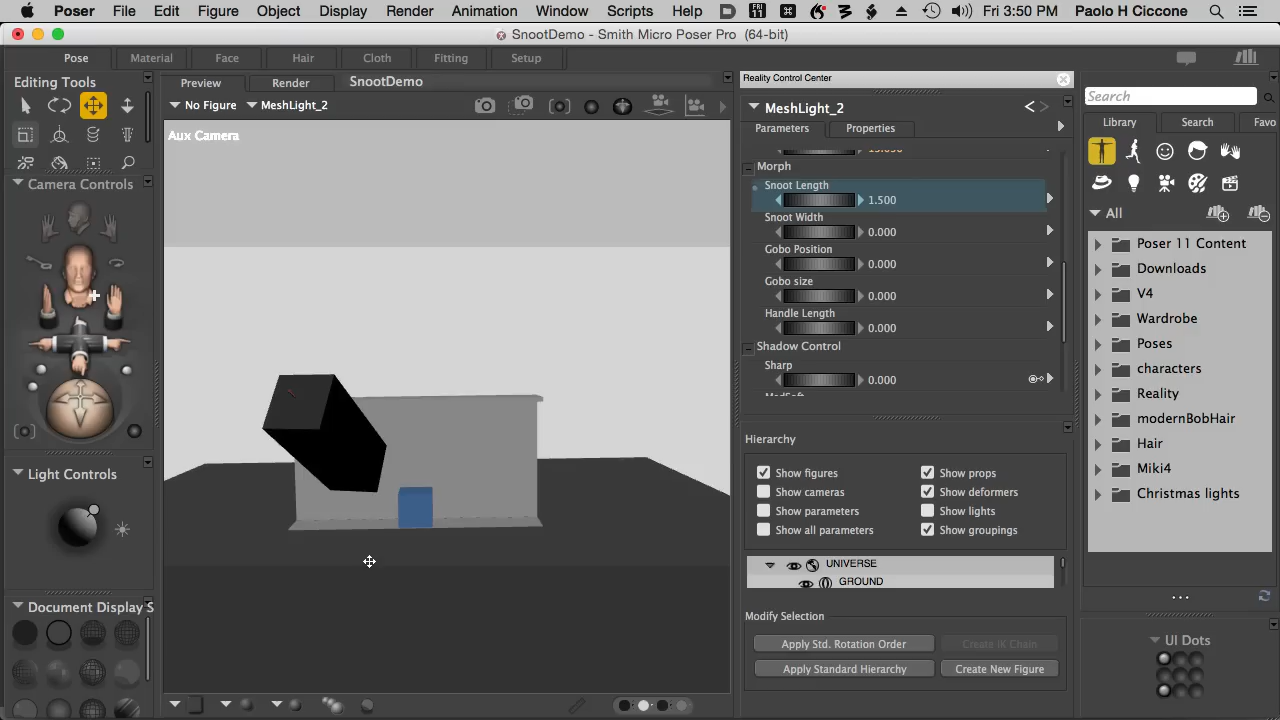 Poser File Edit Figure Object Display Render Animation Window Scripts Help FRI 11 Fri 3:50 PM Paolo H Ciccone
SnootDemo - Smith Micro Poser Pro (64-bit)
Pose Material Face Hair Cloth Fitting Setup
Editing Tools
Camera Controls
Light Controls
Document Display S
Preview Render SnootDemo
No Figure MeshLight_2
Aux Camera
Reality Control Center
MeshLight_2
Parameters Properties
Morph
Snoot Length
1.500
Snoot Width
0.000
Gobo Position
0.000
Gobo size
0.000
Handle Length
0.000
Shadow Control
Sharp
0.000
Hierarchy
Show figures Show props
Show cameras Show deformers
Show parameters Show lights
Show all parameters Show groupings
UNIVERSE
GROUND
Modify Selection
Apply Std. Rotation Order Create IK Chain
Apply Standard Hierarchy Create New Figure
Search
Library Search Favo
All
Poser 11 Content
Downloads
V4
Wardrobe
Poses
characters
Reality
modernBobHair
Hair
Miki4
Christmas lights
UI Dots